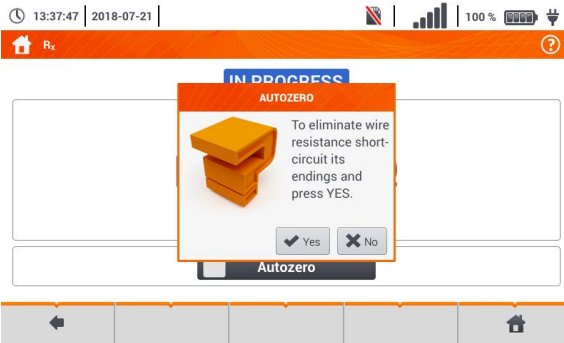 13:37:47 2018-07-21 100 %
Rx
IN PROGRESS
AUTOZERO
To eliminate wire
resistance short-
circuit its
endings and
press YES.
Yes No
Autozero